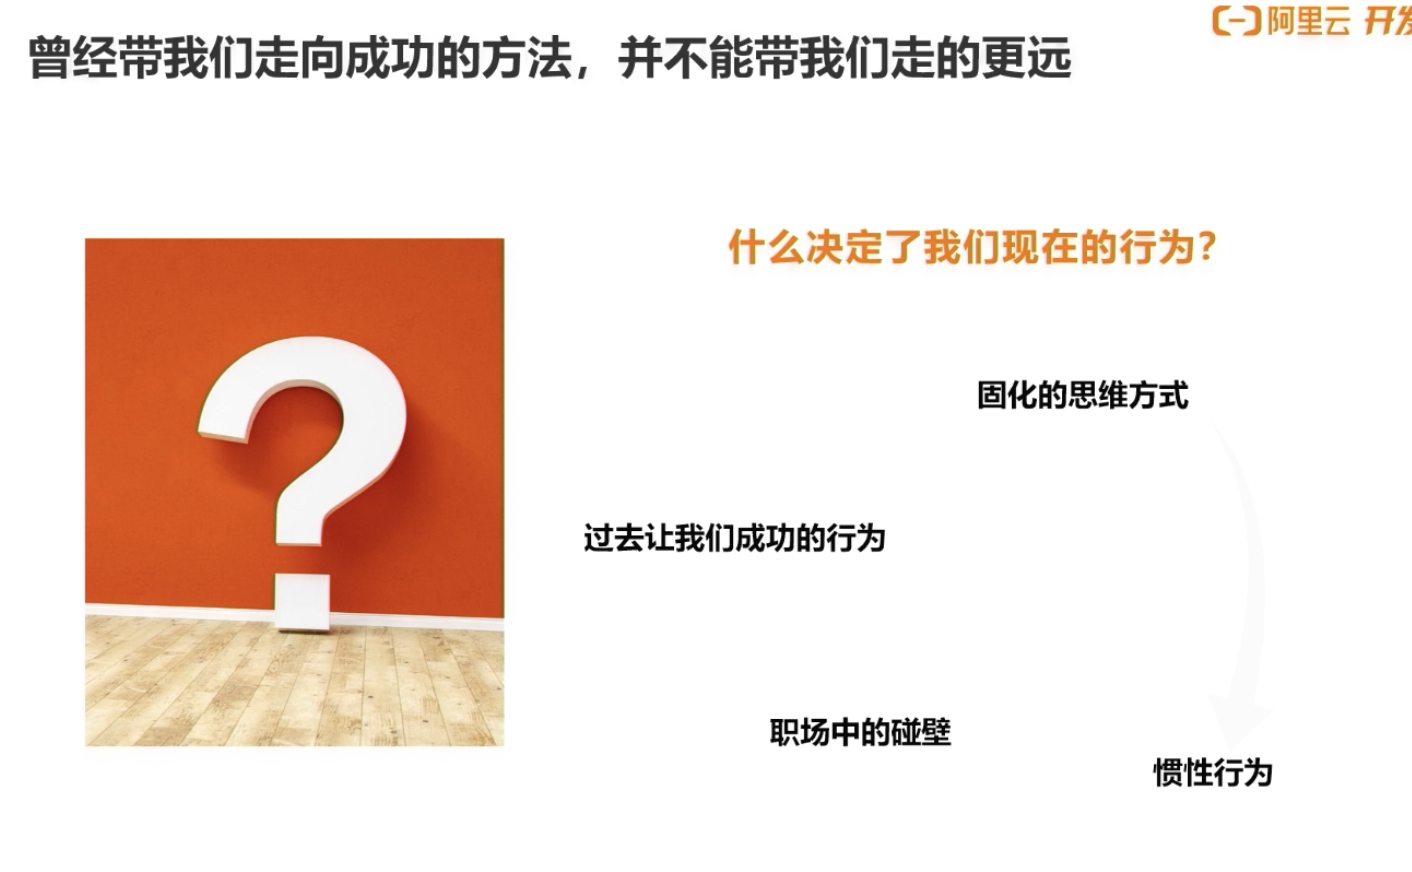 曾经带我们走向成功的方法，并不能带我们走的更远
阿里云 开发
什么决定了我们现在的行为？
固化的思维方式
过去让我们成功的行为
职场中的碰壁
惯性行为